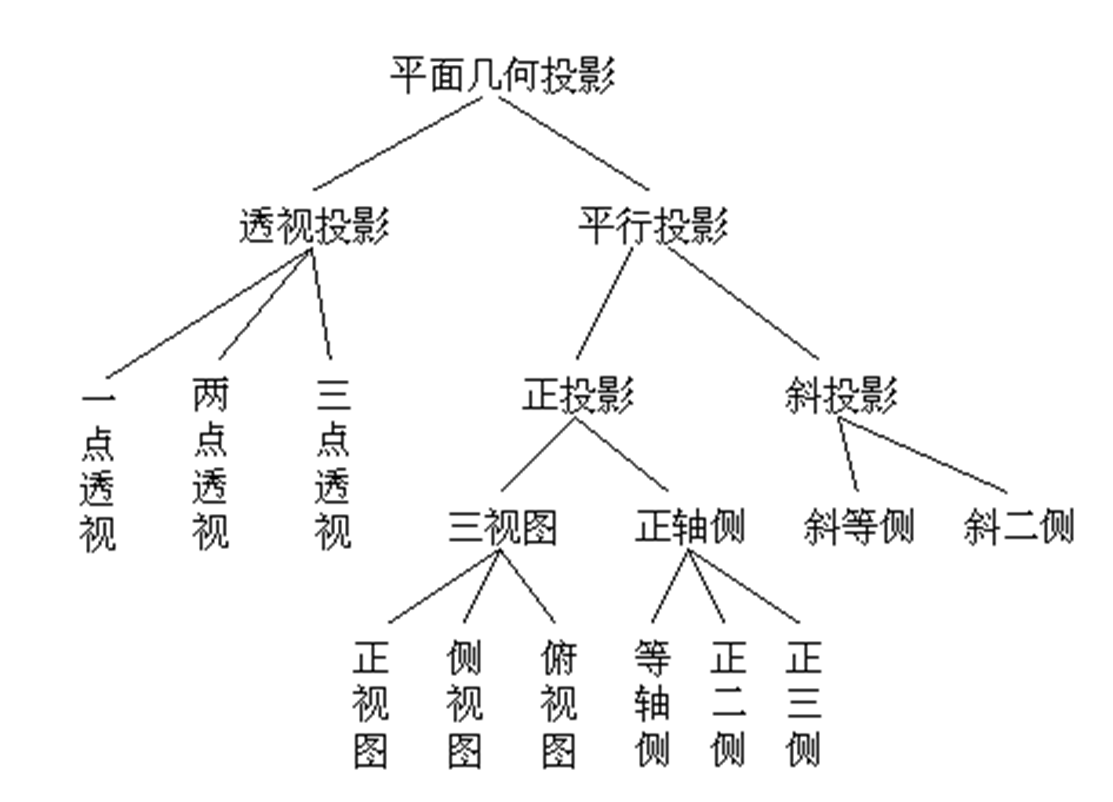 平面几何投影
透视投影
平行投影
一点透视
两点透视
三点透视
正投影
斜投影
三视图
正轴侧
斜等侧
斜二侧
正视图
侧视图
俯视图
等轴侧
正二侧
正三侧